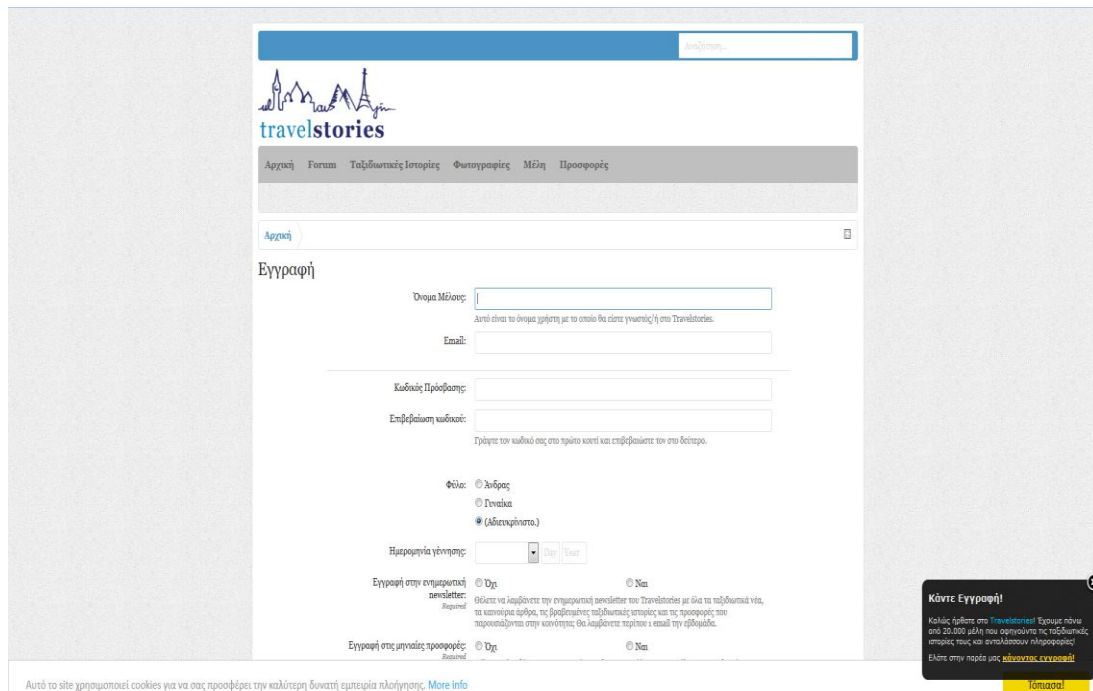 Αναζήτηση...
travelstories
Αρχική Forum Ταξιδιωτικές Ιστορίες Φωτογραφίες Μέλη Προσφορές
Αρχική
Εγγραφή
Όνομα Μέλους:
Αυτό είναι το όνομα χρήστη με το οποίο θα είστε γνωστός/ή στο Travelstories.
Email:
Κωδικός Πρόσβασης:
Επιβεβαίωση κωδικού:
Γράψτε τον κωδικό σας στο πρώτο κουτί και επιβεβαιώστε τον στο δεύτερο.
Φύλο: Άνδρας
Γυναίκα
(Αδιευκρίνιστο.)
Ημερομηνία γέννησης: Day Year
Εγγραφή στην ενημερωτική newsletter: Όχι Ναι
Required
Θέλετε να λαμβάνετε την ενημερωτική newsletter του Travelstories με όλα τα ταξιδιωτικά νέα,
τα καινούρια άρθρα, τις βραβευμένες ταξιδιωτικές ιστορίες και τις προσφορές που
παρουσιάζονται στην κοινότητα; Θα λαμβάνετε περίπου 1 email την εβδομάδα.
Εγγραφή στις μηνιαίες προσφορές: Όχι Ναι
Required
Κάντε Εγγραφή!
Καλώς ήρθατε στο Travelstories! Έχουμε πάνω
από 20.000 μέλη που αφηγούντα τις ταξιδιωτικές
ιστορίες τους και ανταλάσσουν πληροφορίες!
Ελάτε στην παρέα μας κάνοντας εγγραφή!
Αυτό το site χρησιμοποιεί cookies για να σας προσφέρει την καλύτερη δυνατή εμπειρία πλοήγησης. More info
Τόπιασα!